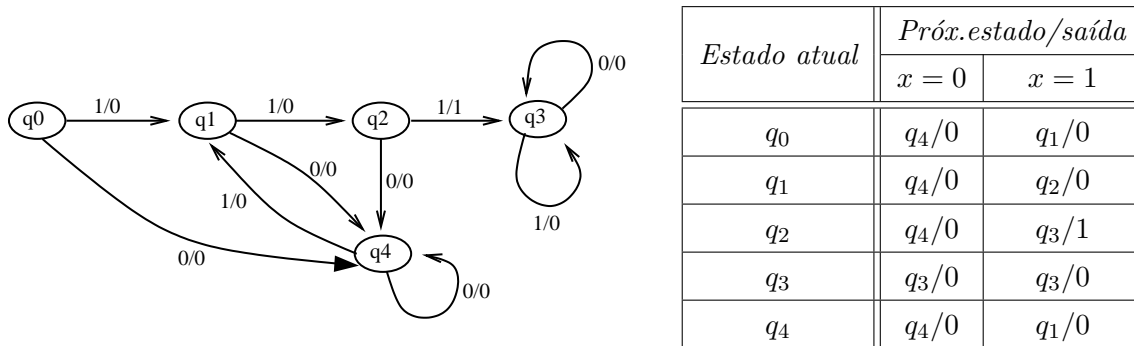 0/0
1/0 1/0 1/1
q0 q1 q2 q3
0/0 0/0
1/0 1/0
0/0
q4
0/0
Próx.estado/saída
Estado atual
x = 0 x = 1
q₀ q₄/0 q₁/0
q₁ q₄/0 q₂/0
q₂ q₄/0 q₃/1
q₃ q₃/0 q₃/0
q₄ q₄/0 q₁/0